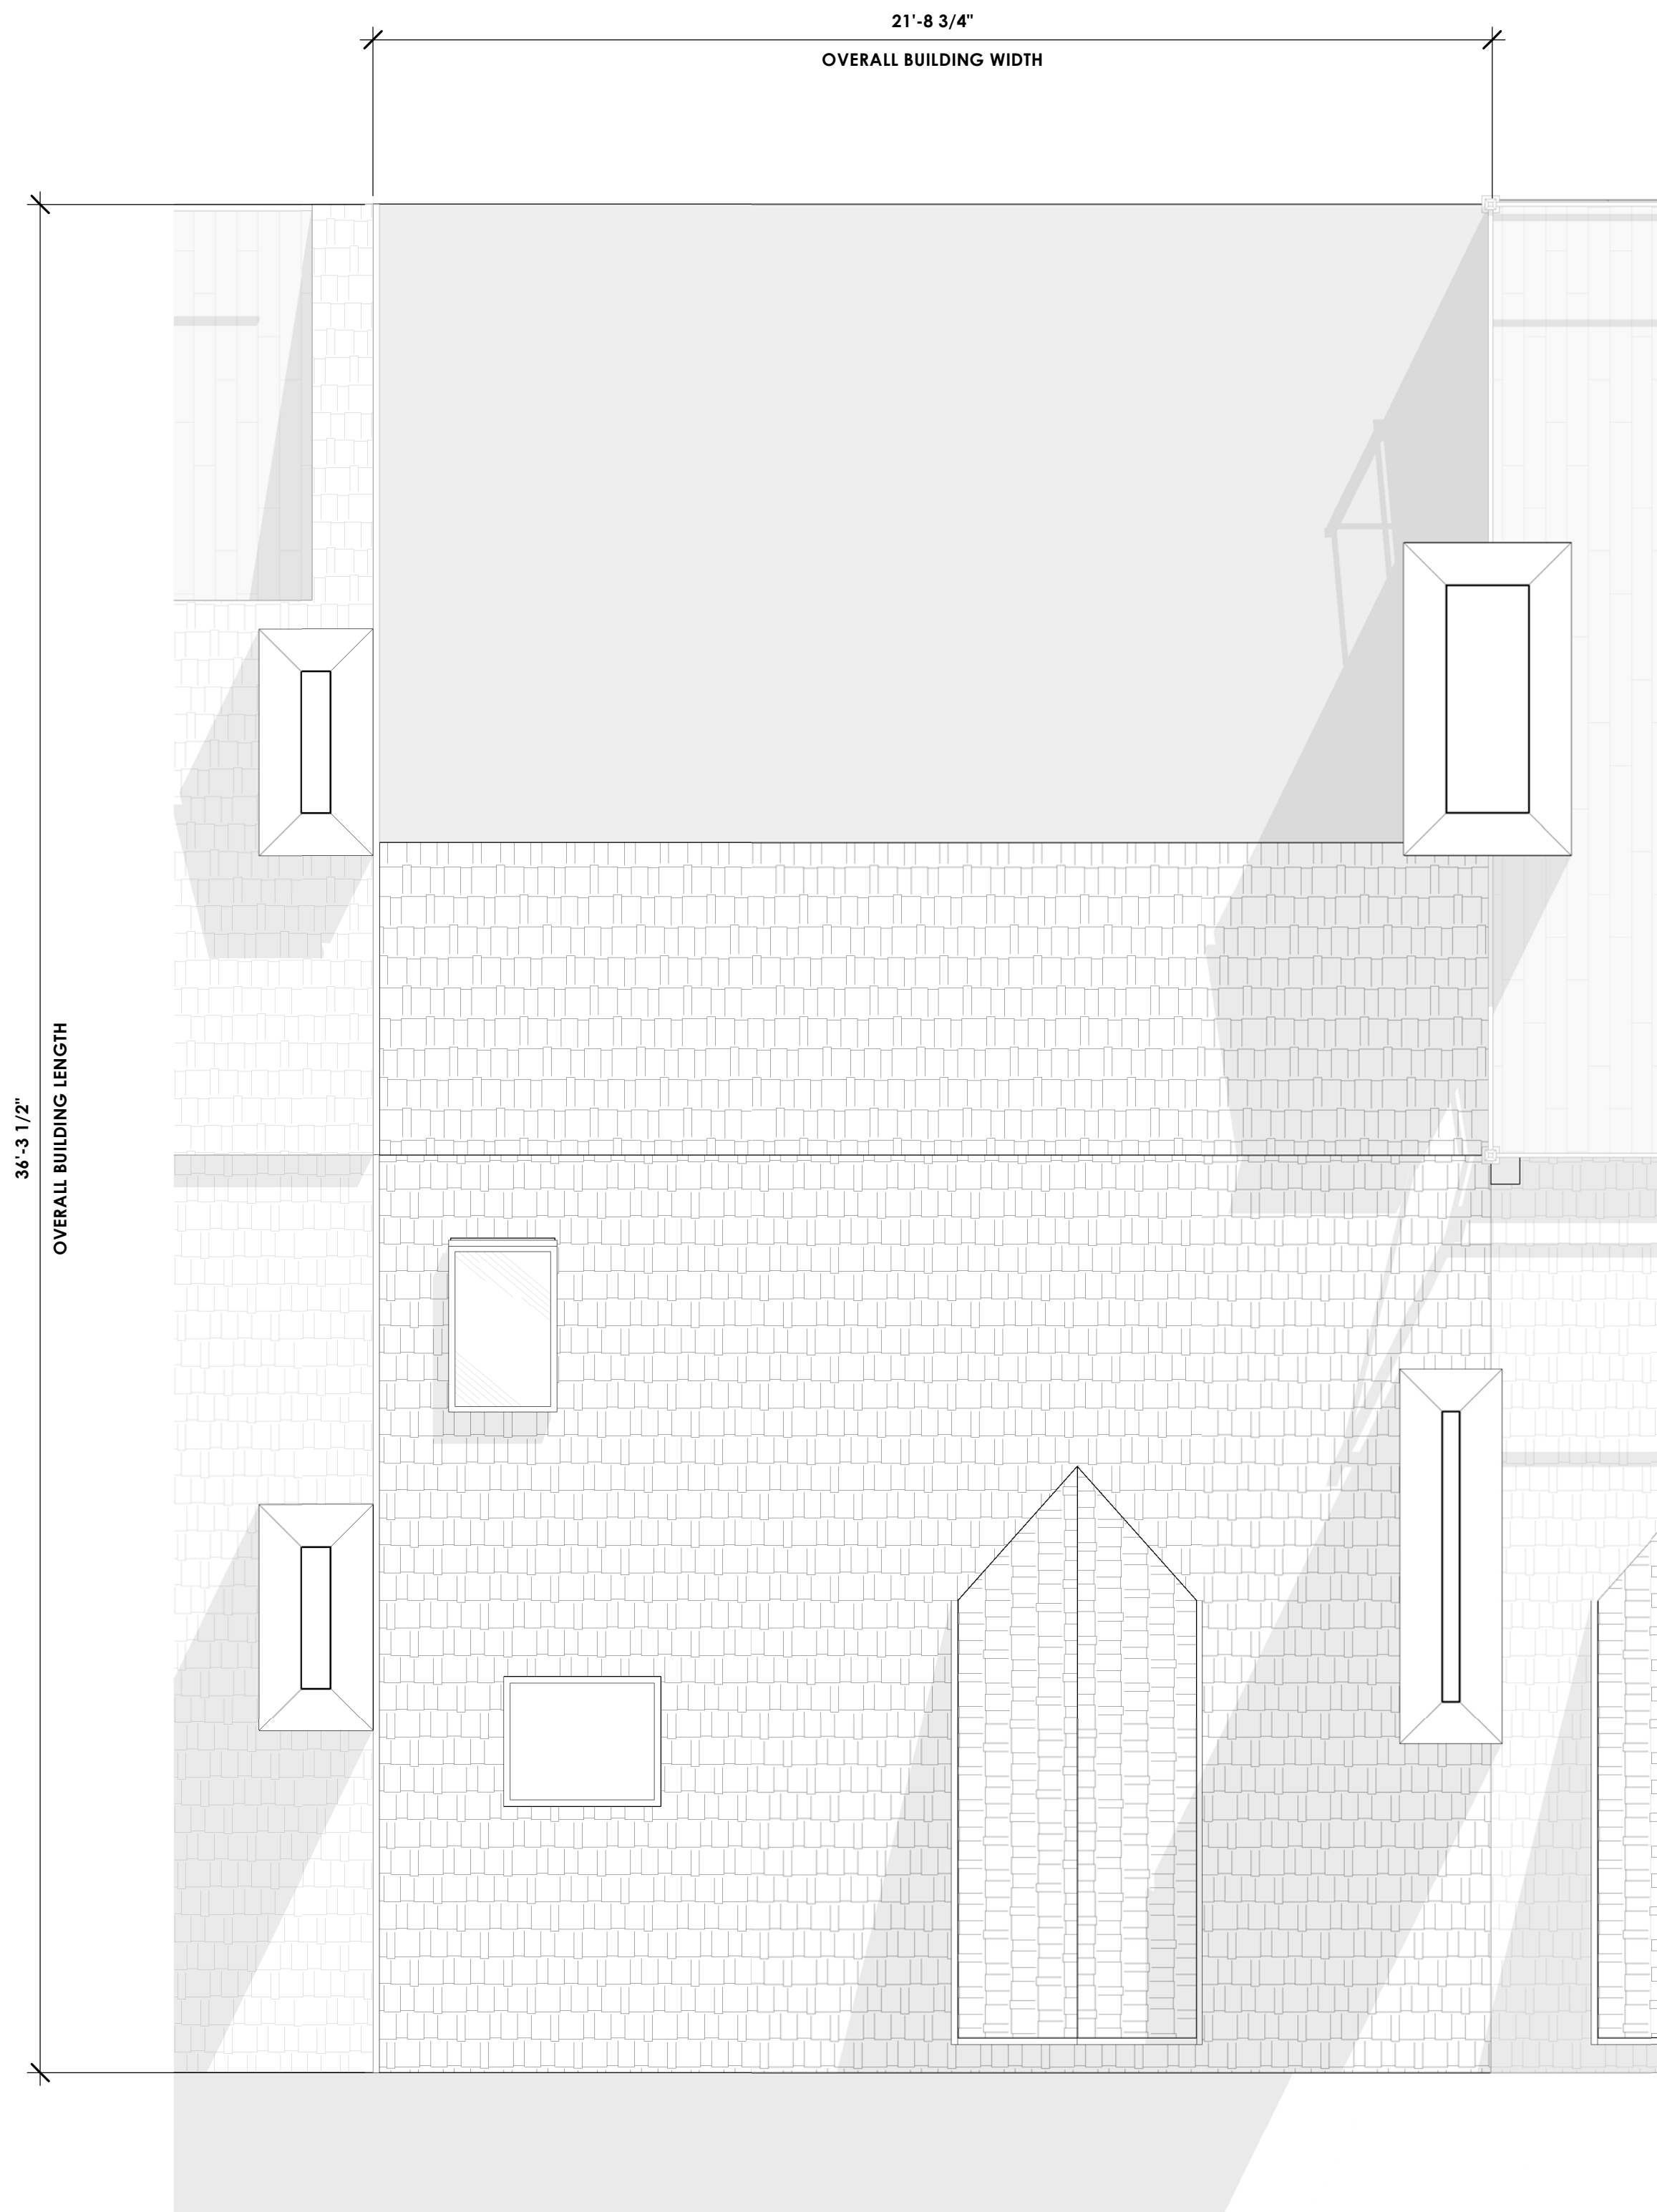 21'-8 3/4"
OVERALL BUILDING WIDTH
36'-3 1/2"
OVERALL BUILDING LENGTH